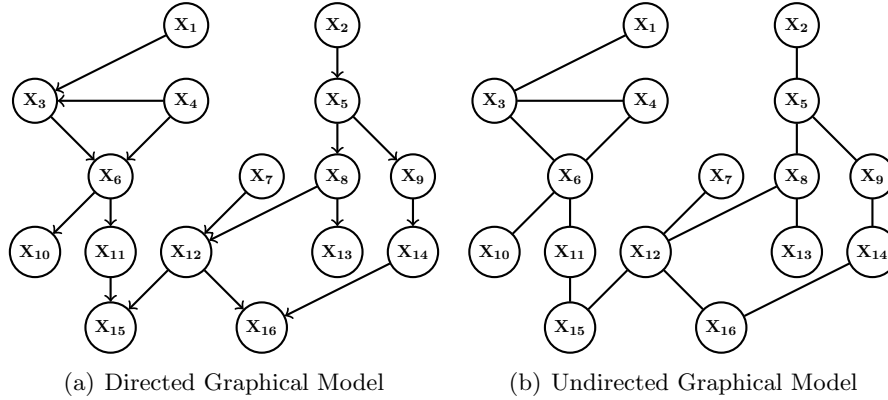 X1 X2 X1 X2
X3 X4 X5 X3 X4 X5
X6 X7 X8 X9 X6 X7 X8 X9
X10 X11 X12 X13 X14 X10 X11 X12 X13 X14
X15 X16 X15 X16
(a) Directed Graphical Model (b) Undirected Graphical Model